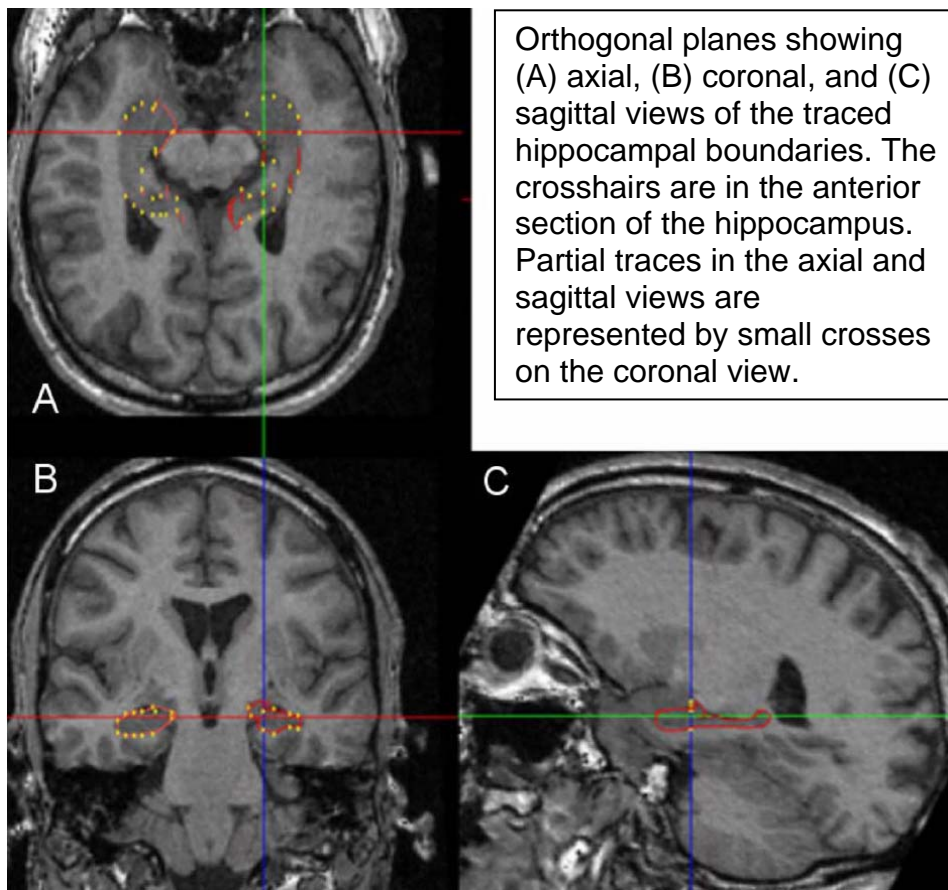 Orthogonal planes showing
(A) axial, (B) coronal, and (C)
sagittal views of the traced
hippocampal boundaries. The
crosshairs are in the anterior
section of the hippocampus.
Partial traces in the axial and
sagittal views are
represented by small crosses
on the coronal view.
A
B
C